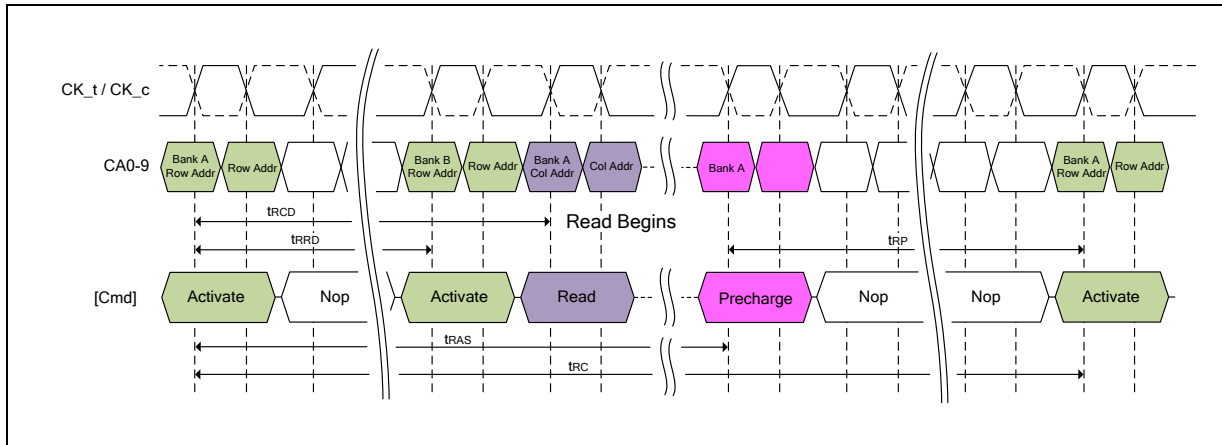 CK_t / CK_c
CA0-9
Bank A
Row Addr
Row Addr
Bank B
Row Addr
Row Addr
Bank A
Col Addr
Col Addr
Bank A
Bank A
Row Addr
Row Addr
tRCD
Read Begins
tRRD
tRP
[Cmd]
Activate
Nop
Activate
Read
Precharge
Nop
Nop
Activate
tRAS
tRC